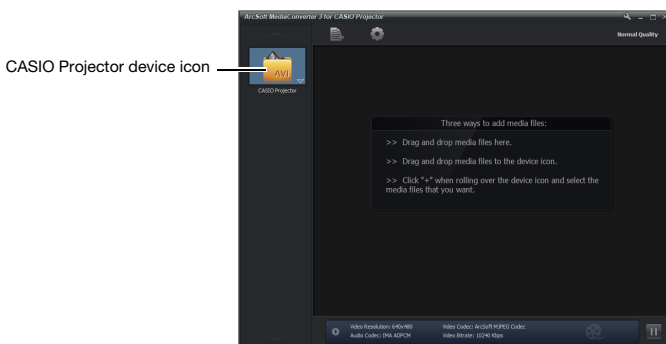 ArcSoft MediaConverter 3 for CASIO Projector
Normal Quality
CASIO Projector device icon
AVI
CASIO Projector
Three ways to add media files:
>> Drag and drop media files here.
>> Drag and drop media files to the device icon.
>> Click "+" when rolling over the device icon and select the
media files that you want.
Video Resolution: 640x480 Video Codec: ArcSoft MJPEG Codec
Audio Codec: IMA ADPCM Video Bitrate: 10240 Kbps